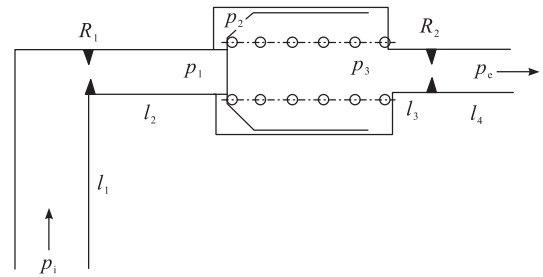 R₁
p₂
R₂
p₁
p₃
pₑ
l₂
l₃
l₄
l₁
pᵢ